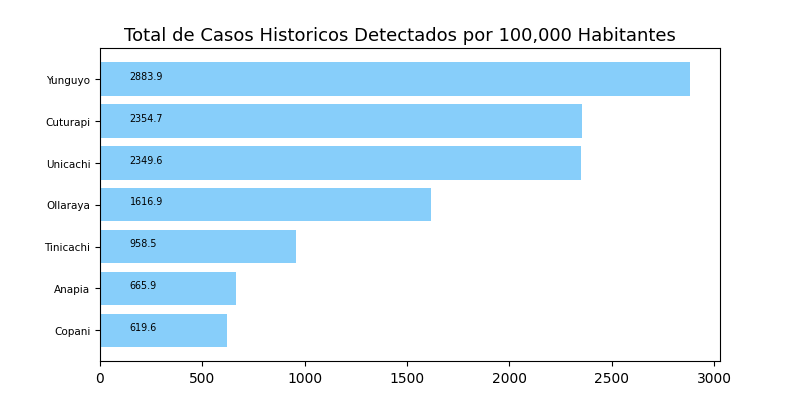 Total de Casos Historicos Detectados por 100,000 Habitantes
Yunguyo 2883.9
Cuturapi 2354.7
Unicachi 2349.6
Ollaraya 1616.9
Tinicachi 958.5
Anapia 665.9
Copani 619.6
0 500 1000 1500 2000 2500 3000